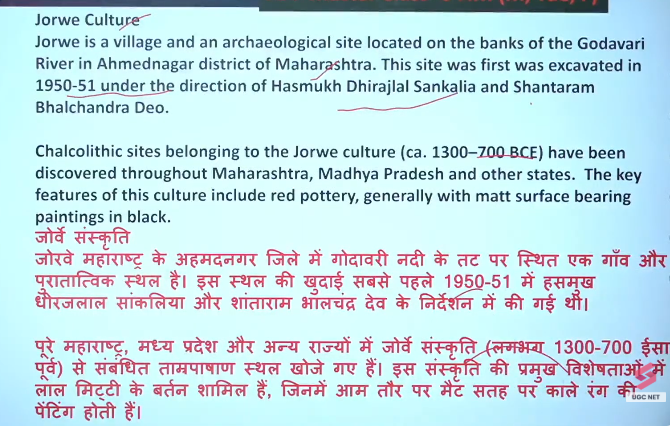 Jorwe Culture
Jorwe is a village and an archaeological site located on the banks of the Godavari
River in Ahmednagar district of Maharashtra. This site was first was excavated in
1950-51 under the direction of Hasmukh Dhirajlal Sankalia and Shantaram
Bhalchandra Deo.
Chalcolithic sites belonging to the Jorwe culture (ca. 1300–700 BCE) have been
discovered throughout Maharashtra, Madhya Pradesh and other states. The key
features of this culture include red pottery, generally with matt surface bearing
paintings in black.
जोर्वे संस्कृति
जोरवे महाराष्ट्र के अहमदनगर जिले में गोदावरी नदी के तट पर स्थित एक गाँव और
पुरातात्विक स्थल है। इस स्थल की खुदाई सबसे पहले 1950-51 में हसमुख
धीरजलाल सांकलिया और शांताराम भालचंद्र देव के निर्देशन में की गई थी।
पूरे महाराष्ट्र, मध्य प्रदेश और अन्य राज्यों में जोर्वे संस्कृति (लगभग 1300-700 ईसा
पूर्व) से संबंधित ताम्रपाषाण स्थल खोजे गए हैं। इस संस्कृति की प्रमुख विशेषताओं में
लाल मिट्टी के बर्तन शामिल हैं, जिनमें आम तौर पर मैट सतह पर काले रंग की
पेंटिंग होती हैं।
UGC NET